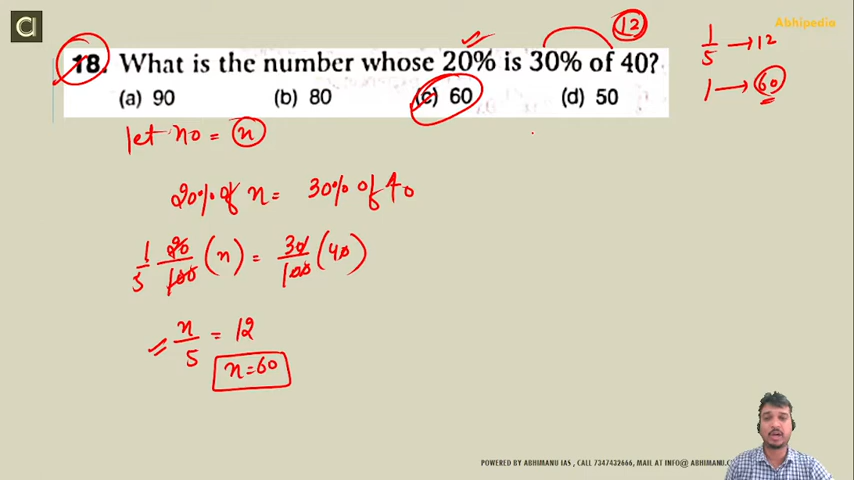 Abhipedia
a
12
18. What is the number whose 20% is 30% of 40?
(a) 90 (b) 80 (c) 60 (d) 50
1/5 → 12
1 → 60
let no = n
20% of n = 30% of 40
1/5 20/100 (n) = 30/100 (40)
n/5 = 12
n = 60
POWERED BY ABHIMANU IAS , CALL 7347432666, MAIL AT INFO@ ABHIMANU.C